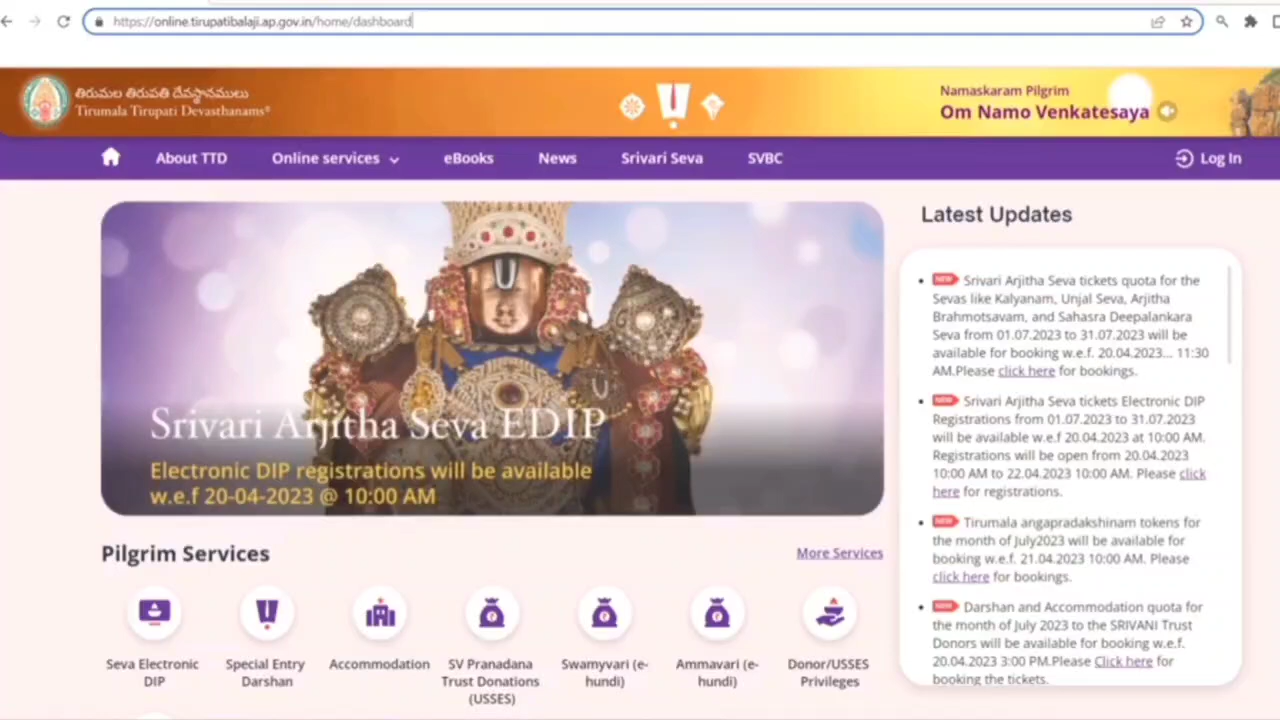 https://online.tirupatibalaji.ap.gov.in/home/dashboard
తిరుమల తిరుపతి దేవస్థానములు
Tirumala Tirupati Devasthanams®
Namaskaram Pilgrim
Om Namo Venkatesaya
About TTD
Online services
eBooks
News
Srivari Seva
SVBC
Log In
Srivari Arjitha Seva EDIP
Electronic DIP registrations will be available
w.e.f 20-04-2023 @ 10:00 AM
Latest Updates
NEW Srivari Arjitha Seva tickets quota for the
Sevas like Kalyanam, Unjal Seva, Arjitha
Brahmotsavam, and Sahasra Deepalankara
Seva from 01.07.2023 to 31.07.2023 will be
available for booking w.e.f. 20.04.2023... 11:30
AM.Please click here for bookings.
NEW Srivari Arjitha Seva tickets Electronic DIP
Registrations from 01.07.2023 to 31.07.2023
will be available w.e.f 20.04.2023 at 10:00 AM.
Registrations will be open from 20.04.2023
10:00 AM to 22.04.2023 10:00 AM. Please click
here for registrations.
NEW Tirumala angapradakshinam tokens for
the month of July2023 will be available for
booking w.e.f. 21.04.2023 10:00 AM. Please
click here for bookings.
NEW Darshan and Accommodation quota for
the month of July 2023 to the SRIVANI Trust
Donors will be available for booking w.e.f.
20.04.2023 3:00 PM.Please Click here for
booking the tickets.
Pilgrim Services
More Services
Seva Electronic
DIP
Special Entry
Darshan
Accommodation
SV Pranadana
Trust Donations
(USSES)
Swamyvari (e-
hundi)
Ammavari (e-
hundi)
Donor/USSES
Privileges